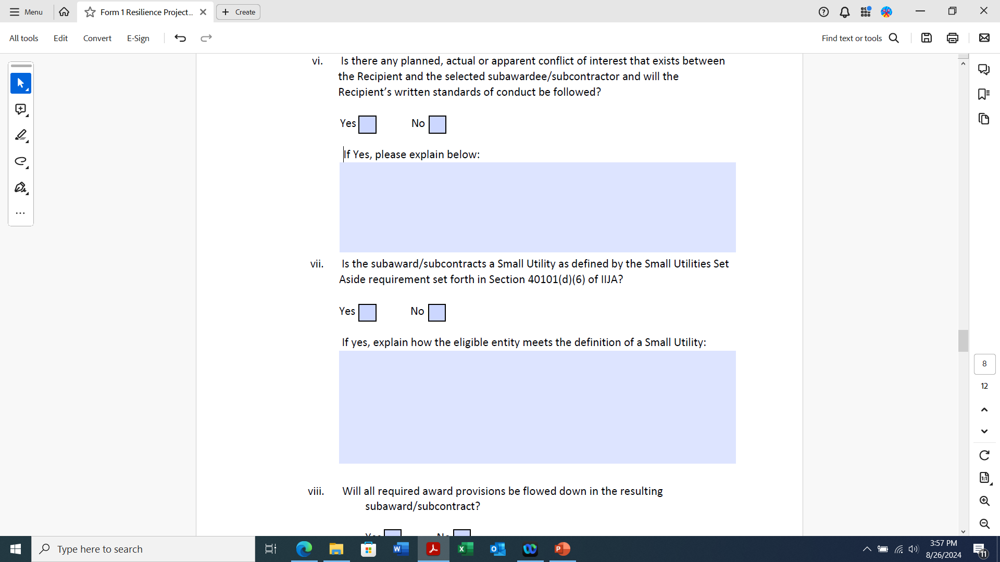 Menu
Form 1 Resilience Project...
Create
All tools
Edit
Convert
E-Sign
Find text or tools
vi. Is there any planned, actual or apparent conflict of interest that exists between
the Recipient and the selected subawardee/subcontractor and will the
Recipient's written standards of conduct be followed?
Yes No
If Yes, please explain below:
vii. Is the subaward/subcontracts a Small Utility as defined by the Small Utilities Set
Aside requirement set forth in Section 40101(d)(6) of IIJA?
Yes No
If yes, explain how the eligible entity meets the definition of a Small Utility:
viii. Will all required award provisions be flowed down in the resulting
subaward/subcontract?
Yes No
8
12
1:1
Type here to search
3:57 PM
8/26/2024
11